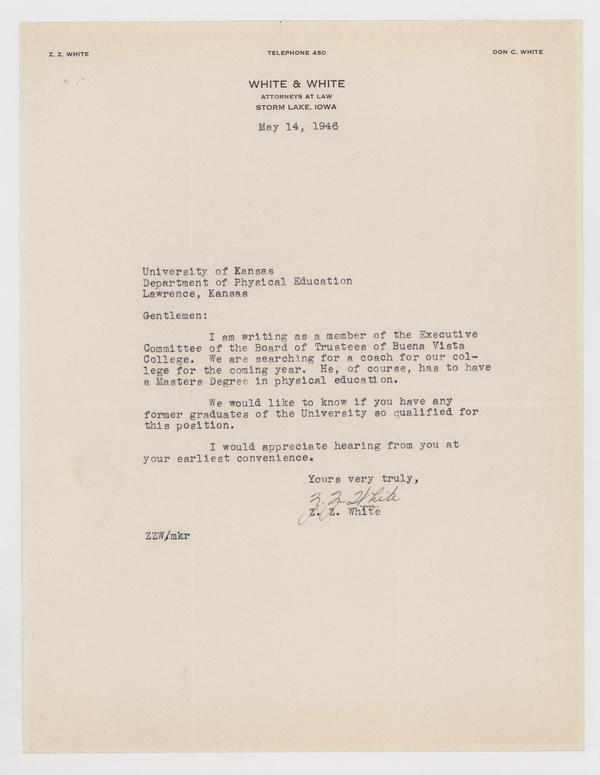 Z. Z. WHITE
TELEPHONE 450
DON C. WHITE
WHITE & WHITE
ATTORNEYS AT LAW
STORM LAKE, IOWA
May 14, 1946
University of Kansas
Department of Physical Education
Lawrence, Kansas
Gentlemen:
I am writing as a member of the Executive
Committee of the Board of Trustees of Buena Vista
College. We are searching for a coach for our col-
lege for the coming year. He, of course, has to have
a Masters Degree in physical education.
We would like to know if you have any
former graduates of the University so qualified for
this position.
I would appreciate hearing from you at
your earliest convenience.
Yours very truly,
Z. Z. White
Z. Z. White
ZZW/mkr